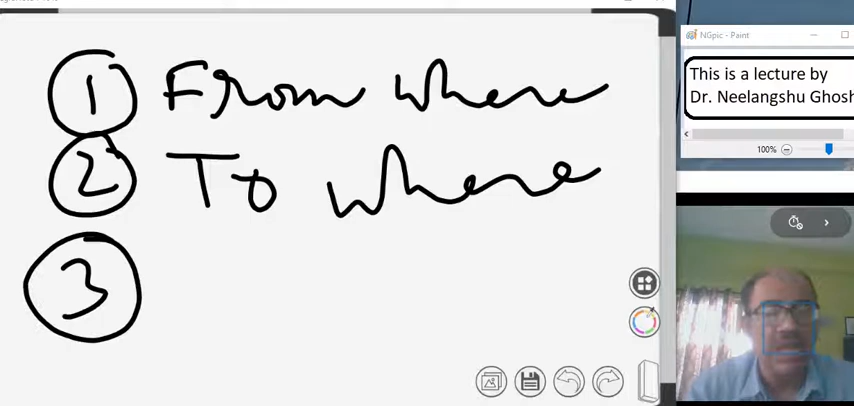 NGpic - Paint
This is a lecture by
Dr. Neelangshu Ghosh
100%
1 From where
2 To where
3